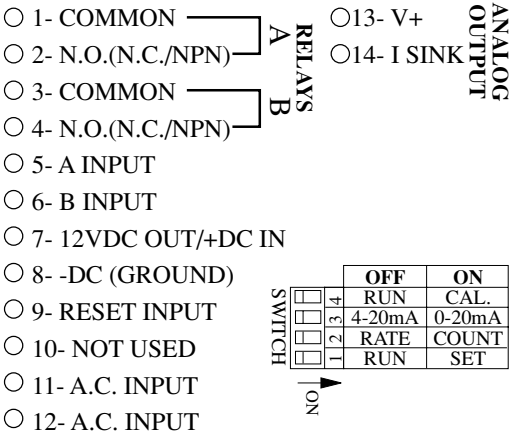 1- COMMON
2- N.O.(N.C./NPN)
A
3- COMMON
4- N.O.(N.C./NPN)
B
RELAYS
5- A INPUT
6- B INPUT
7- 12VDC OUT/+DC IN
8- -DC (GROUND)
9- RESET INPUT
10- NOT USED
11- A.C. INPUT
12- A.C. INPUT
13- V+
14- I SINK
ANALOG
OUTPUT
SWITCH
OFF ON
4 RUN CAL.
3 4-20mA 0-20mA
2 RATE COUNT
1 RUN SET
ON